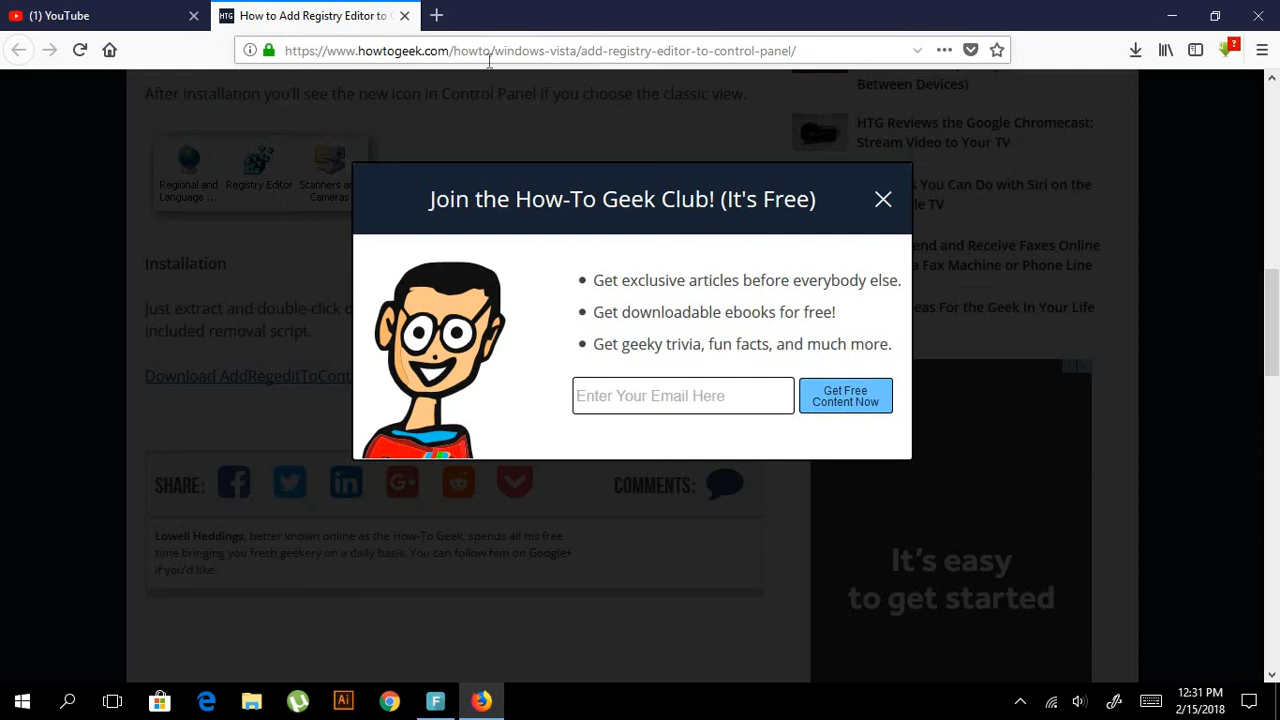 (1) YouTube
HTG How to Add Registry Editor to
https://www.howtogeek.com/howto/windows-vista/add-registry-editor-to-control-panel/
After installation you'll see the new icon in Control Panel if you choose the classic view.
Between Devices)
HTG Reviews the Google Chromecast:
Stream Video to Your TV
Regional and
Language ...
Registry Editor
Scanners
Cameras
s You Can Do with Siri on the
le TV
end and Receive Faxes Online
a Fax Machine or Phone Line
eas For the Geek In Your Life
Join the How-To Geek Club! (It's Free)
Get exclusive articles before everybody else.
Get downloadable ebooks for free!
Get geeky trivia, fun facts, and much more.
Enter Your Email Here
Get Free
Content Now
Installation
Just extract and double-click
included removal script.
Download AddRegeditToCont
SHARE:
COMMENTS:
Lowell Heddings, better known online as the How-To Geek, spends all his free
time bringing you fresh geekery on a daily basis. You can follow him on Google+
if you'd like.
It's easy
to get started
12:31 PM
2/15/2018